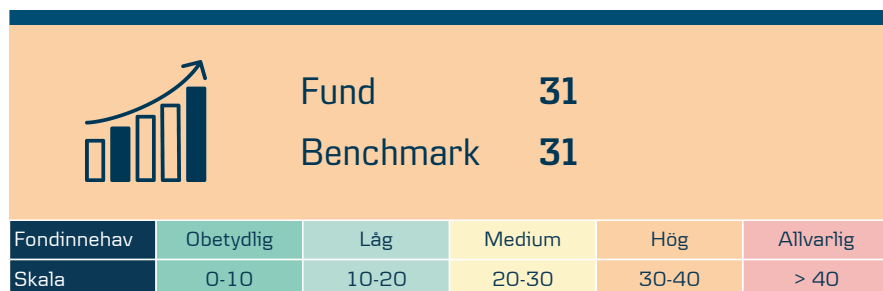 Fund 31
Benchmark 31
Fondinnehav Obetydlig Låg Medium Hög Allvarlig
Skala 0-10 10-20 20-30 30-40 > 40